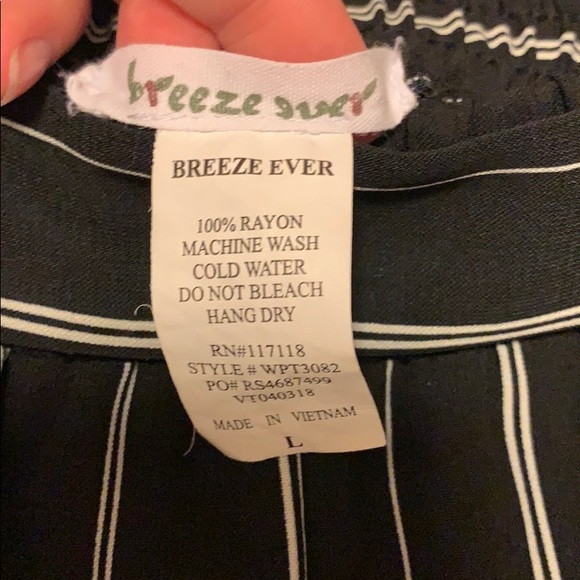 breeze ever
BREEZE EVER
100% RAYON
MACHINE WASH
COLD WATER
DO NOT BLEACH
HANG DRY
RN#117118
STYLE # WPT3082
PO# RS4687499
VT040318
MADE IN VIETNAM
L